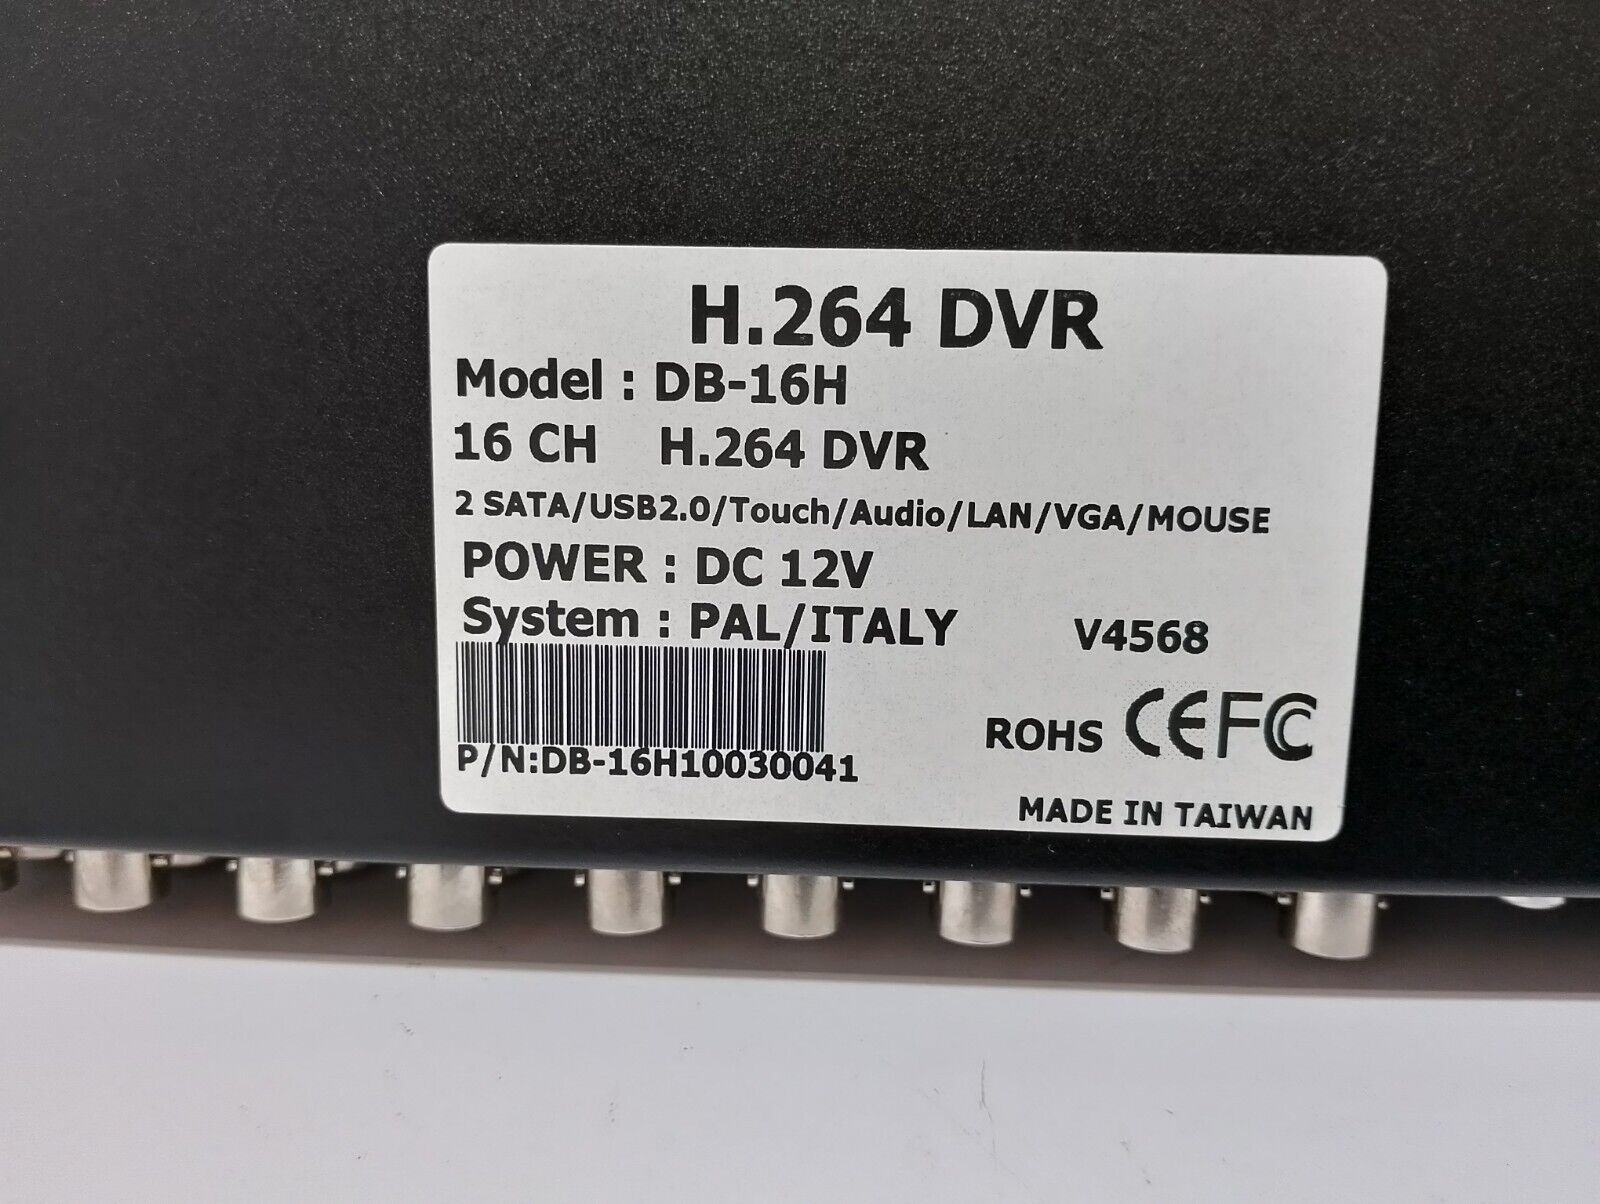 H.264 DVR
Model : DB-16H
16 CH H.264 DVR
2 SATA/USB2.0/Touch/Audio/LAN/VGA/MOUSE
POWER : DC 12V
System : PAL/ITALY V4568
ROHS CE FC
P/N:DB-16H10030041
MADE IN TAIWAN